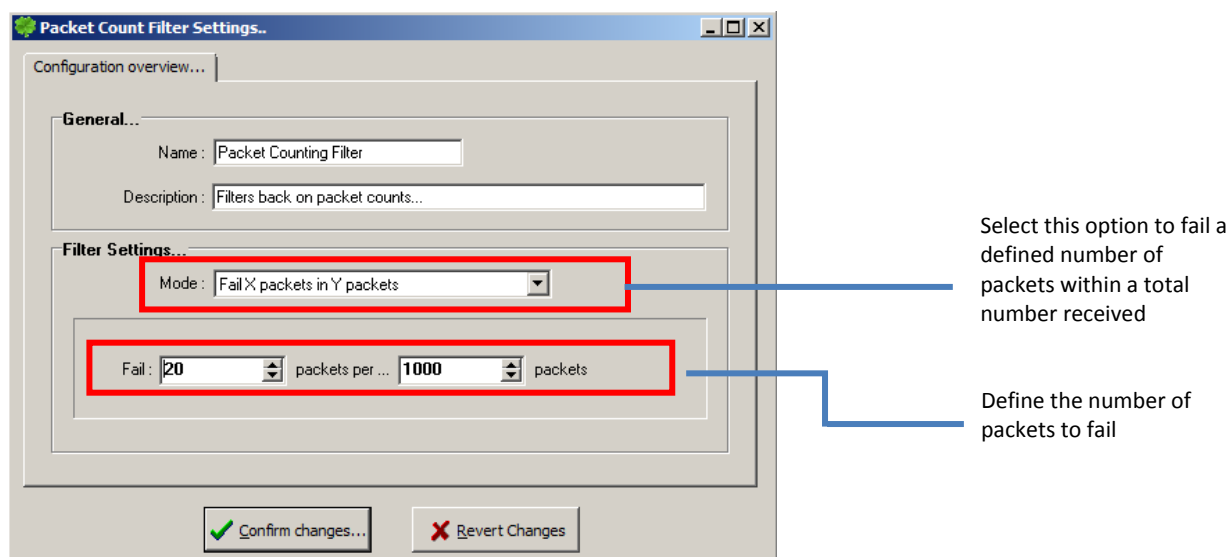 Packet Count Filter Settings..
Configuration overview...
General...
Name : Packet Counting Filter
Description : Filters back on packet counts...
Filter Settings...
Mode : Fail X packets in Y packets
Fail : 20 packets per ... 1000 packets
Confirm changes...
Revert Changes
Select this option to fail a
defined number of
packets within a total
number received
Define the number of
packets to fail